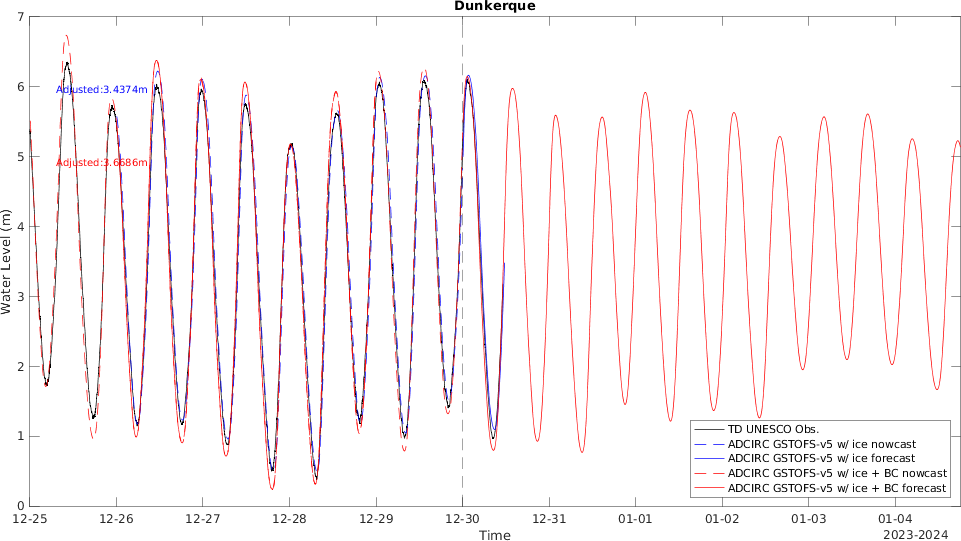 Dunkerque
7
6
5
4
3
2
1
0
Water Level (m)
Adjusted:3.4374m
Adjusted:3.6686m
TD UNESCO Obs.
ADCIRC GSTOFS-v5 w/ ice nowcast
ADCIRC GSTOFS-v5 w/ ice forecast
ADCIRC GSTOFS-v5 w/ ice + BC nowcast
ADCIRC GSTOFS-v5 w/ ice + BC forecast
12-25 12-26 12-27 12-28 12-29 12-30 12-31 01-01 01-02 01-03 01-04
Time
2023-2024